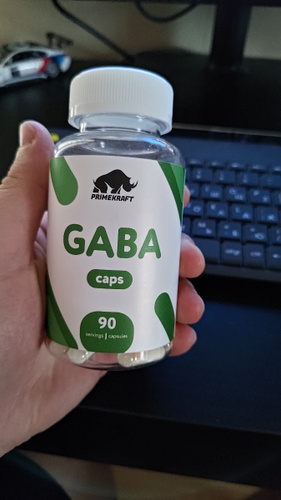 PRIMEKRAFT
GABA
caps
90
servings | capsules